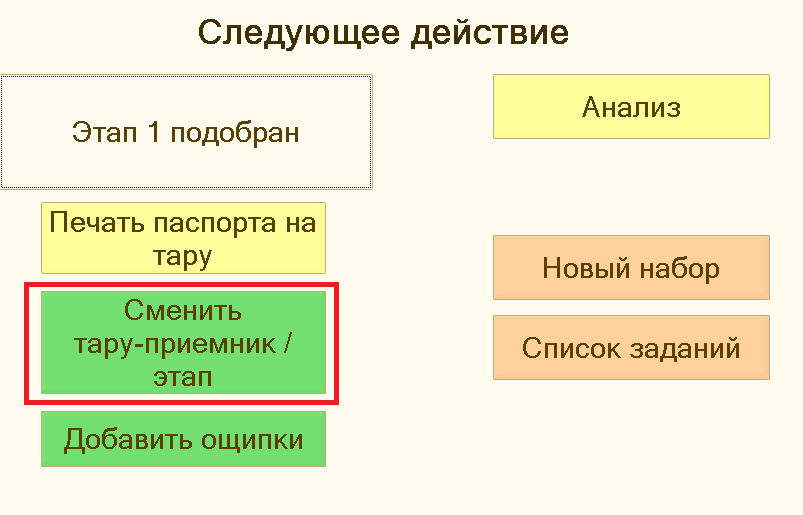 Следующее действие
Этап 1 подобран
Анализ
Печать паспорта на
тару
Новый набор
Сменить
тару-приемник /
этап
Список заданий
Добавить ощипки